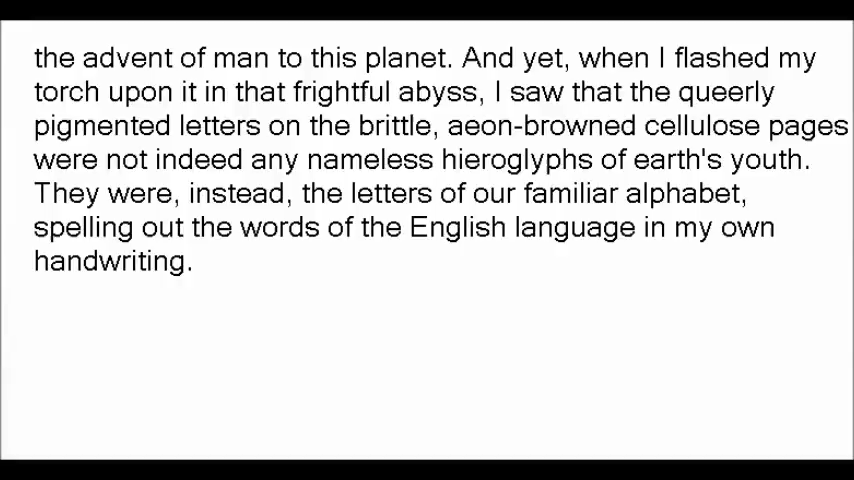 the advent of man to this planet. And yet, when I flashed my
torch upon it in that frightful abyss, I saw that the queerly
pigmented letters on the brittle, aeon-browned cellulose pages
were not indeed any nameless hieroglyphs of earth's youth.
They were, instead, the letters of our familiar alphabet,
spelling out the words of the English language in my own
handwriting.